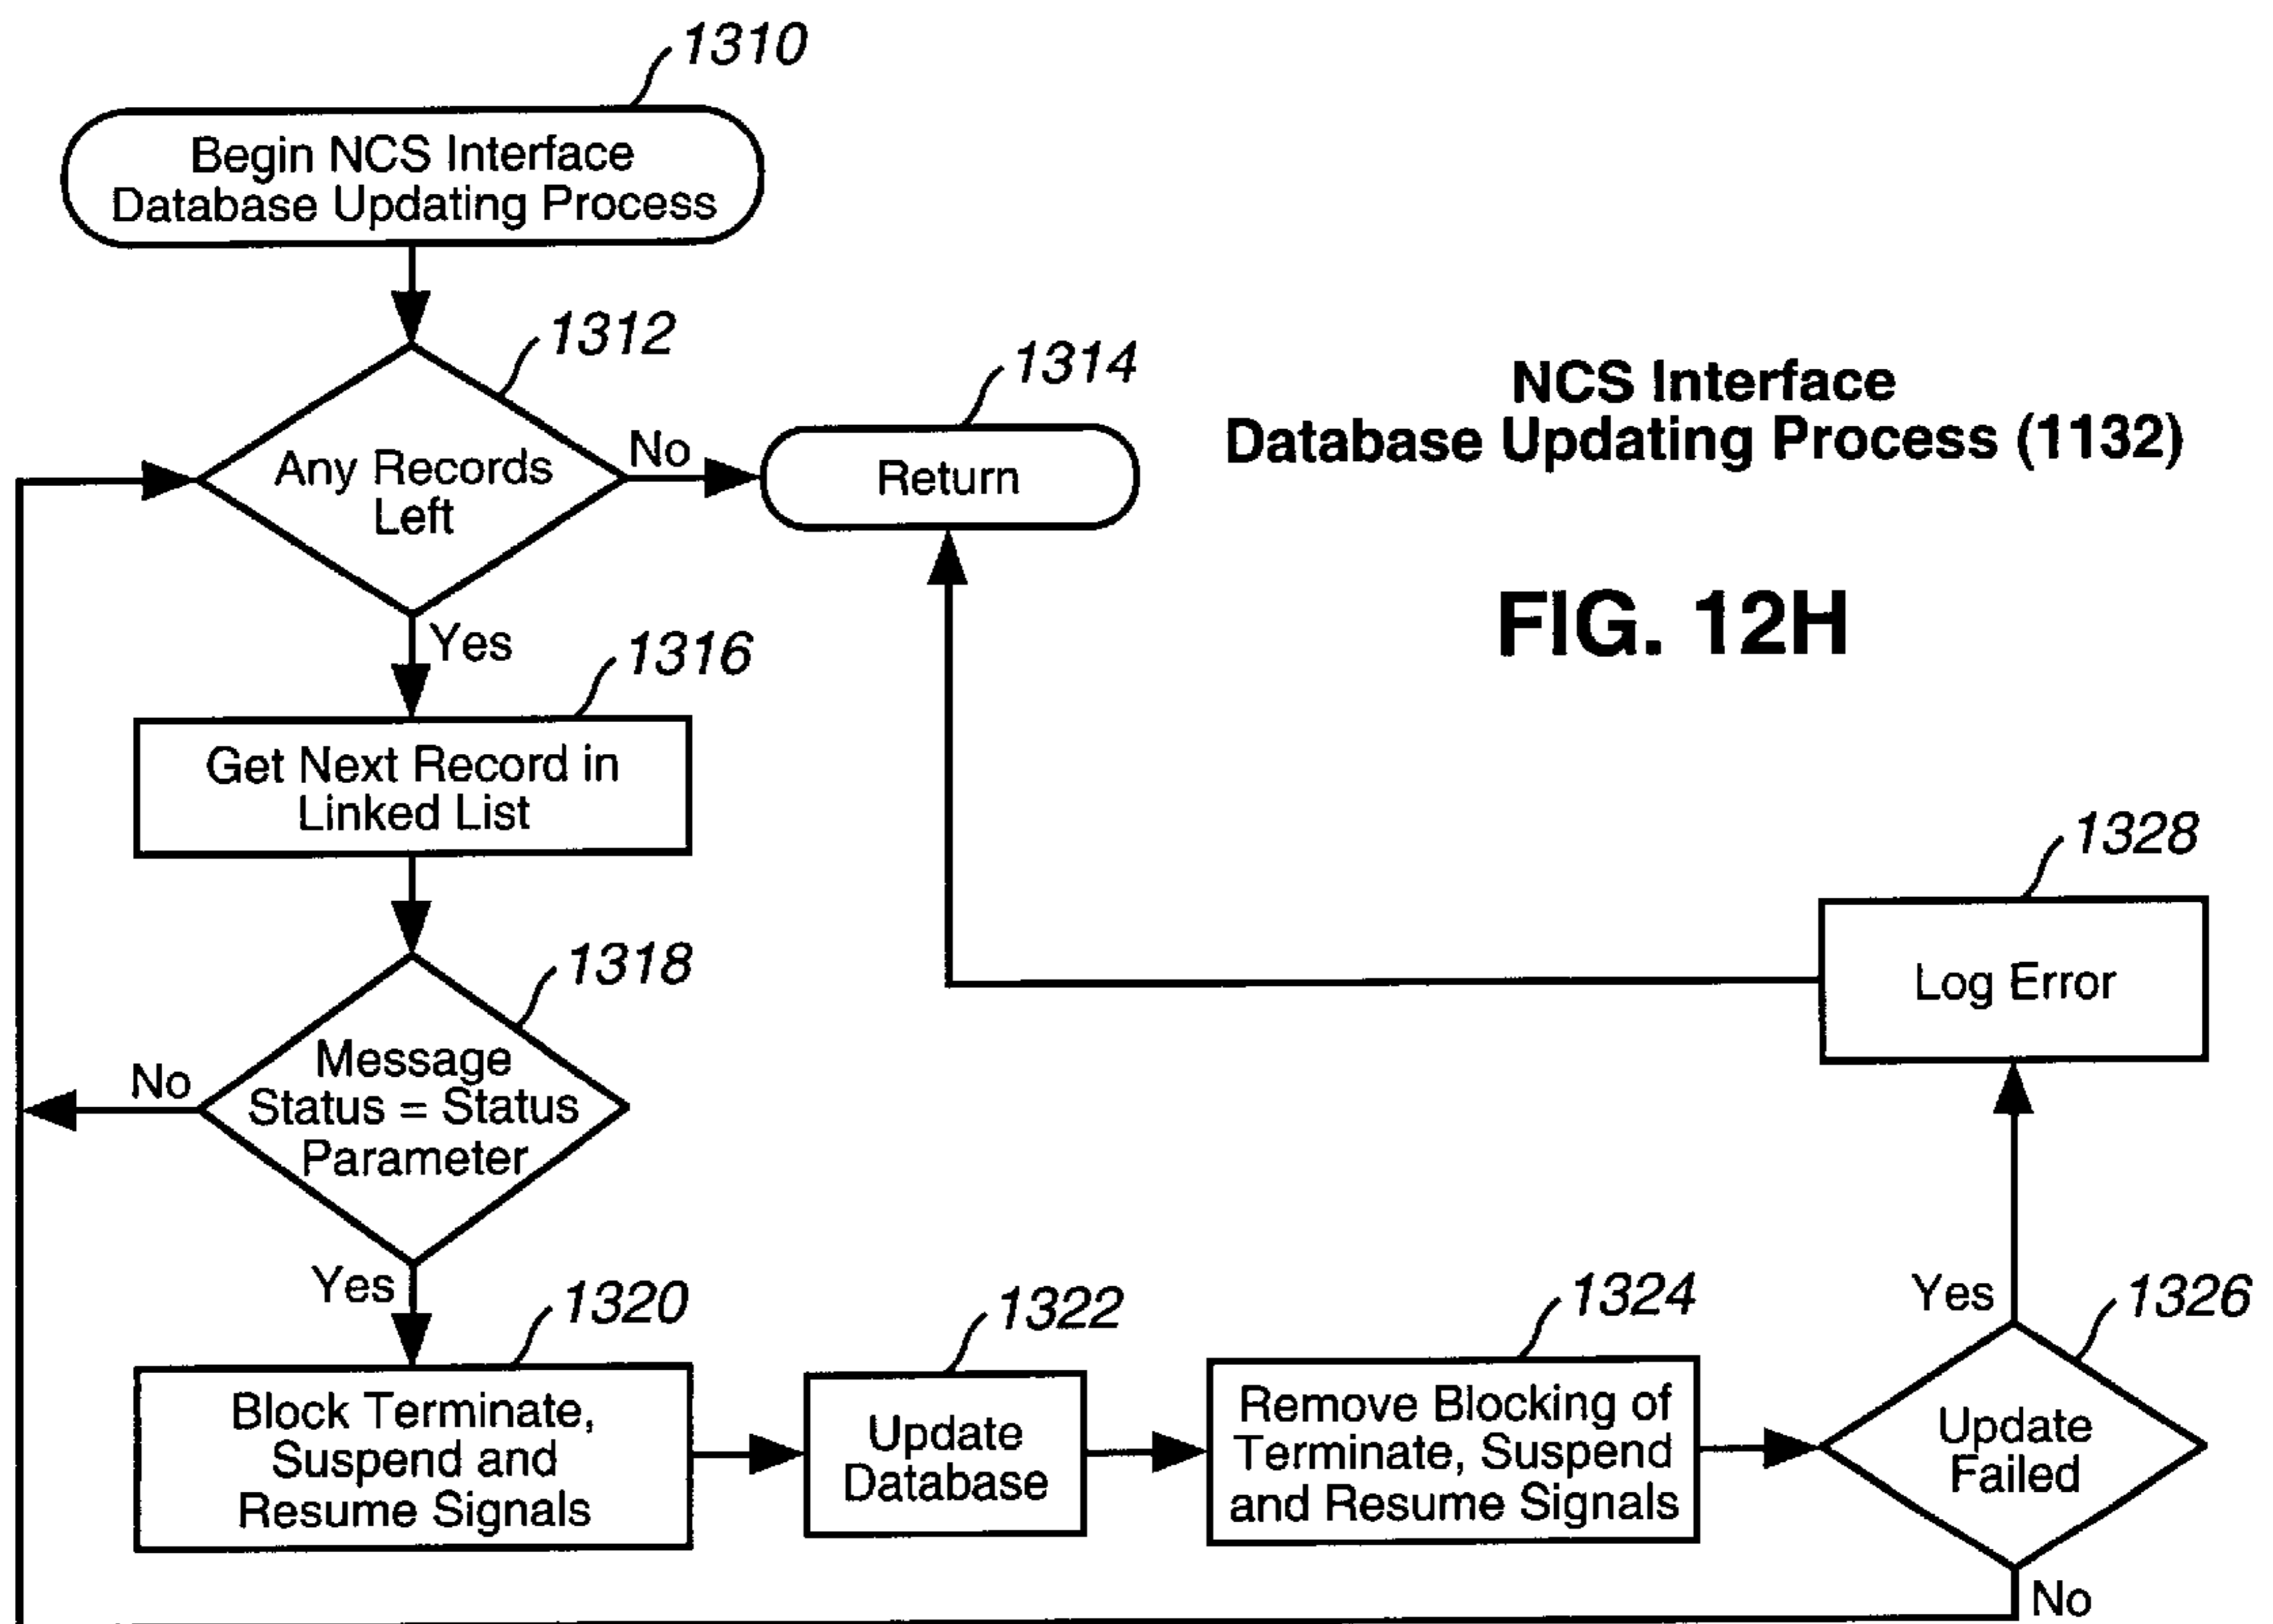 1310
Begin NCS Interface
Database Updating Process
1312
Any Records
Left
No
1314
Return
NCS Interface
Database Updating Process (1132)
FIG. 12H
Yes
1316
Get Next Record in
Linked List
1318
Message
Status = Status
Parameter
No
Yes
1320
Block Terminate,
Suspend and
Resume Signals
1322
Update
Database
1324
Remove Blocking of
Terminate, Suspend
and Resume Signals
1326
Update
Failed
Yes
No
1328
Log Error